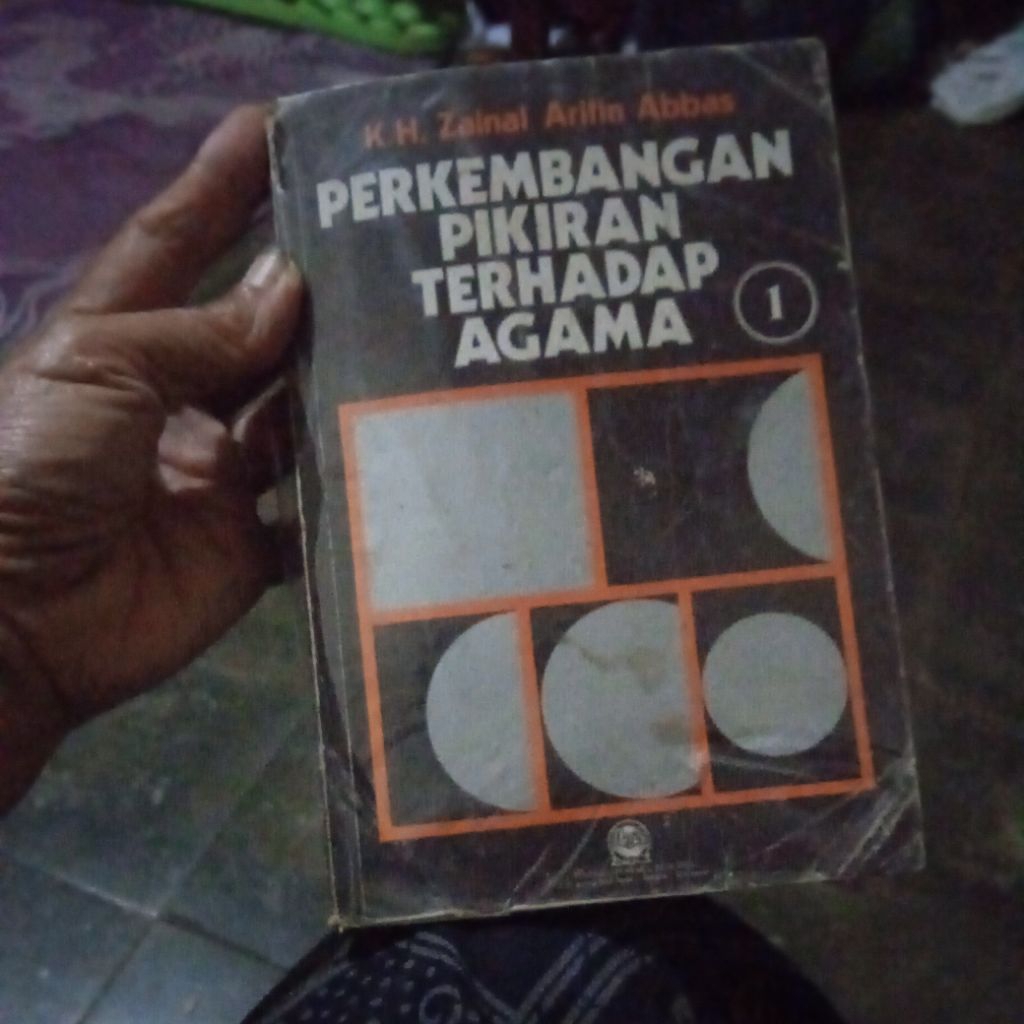 K.H. Zainal Arifin Abbas
PERKEMBANGAN
PIKIRAN
TERHADAP
AGAMA
1